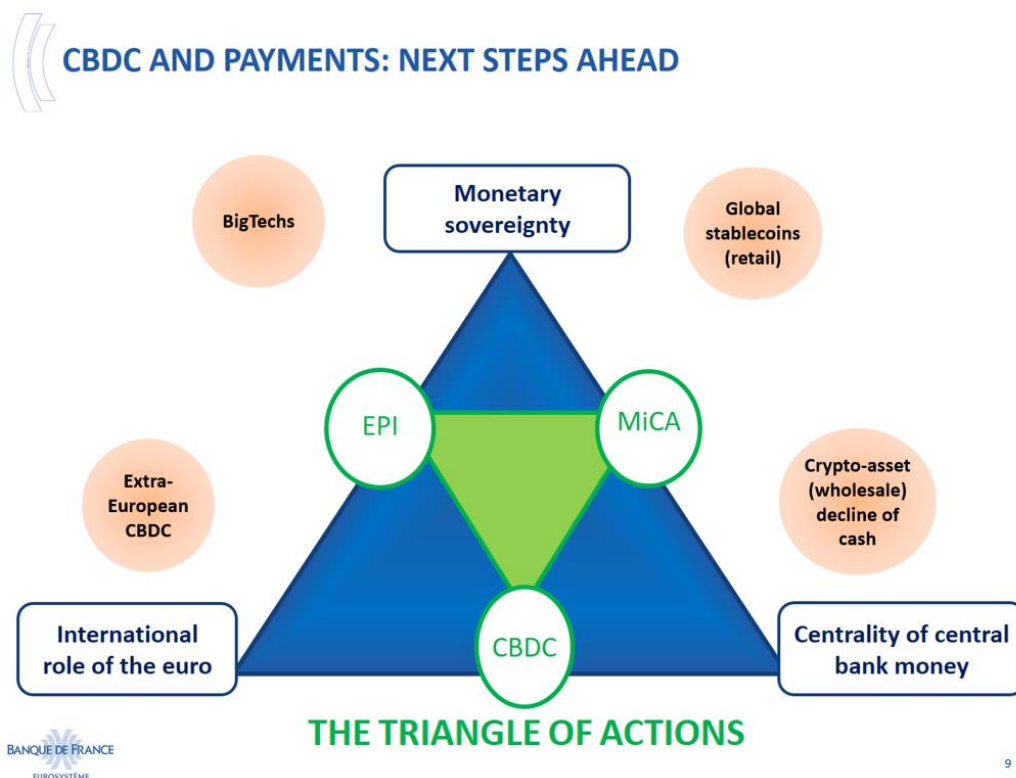 CBDC AND PAYMENTS: NEXT STEPS AHEAD
BigTechs
Monetary
sovereignty
Global
stablecoins
(retail)
EPI
MiCA
Extra-
European
CBDC
Crypto-asset
(wholesale)
decline of
cash
International
role of the euro
CBDC
Centrality of central
bank money
THE TRIANGLE OF ACTIONS
BANQUE DE FRANCE
EUROSYSTÈME
9